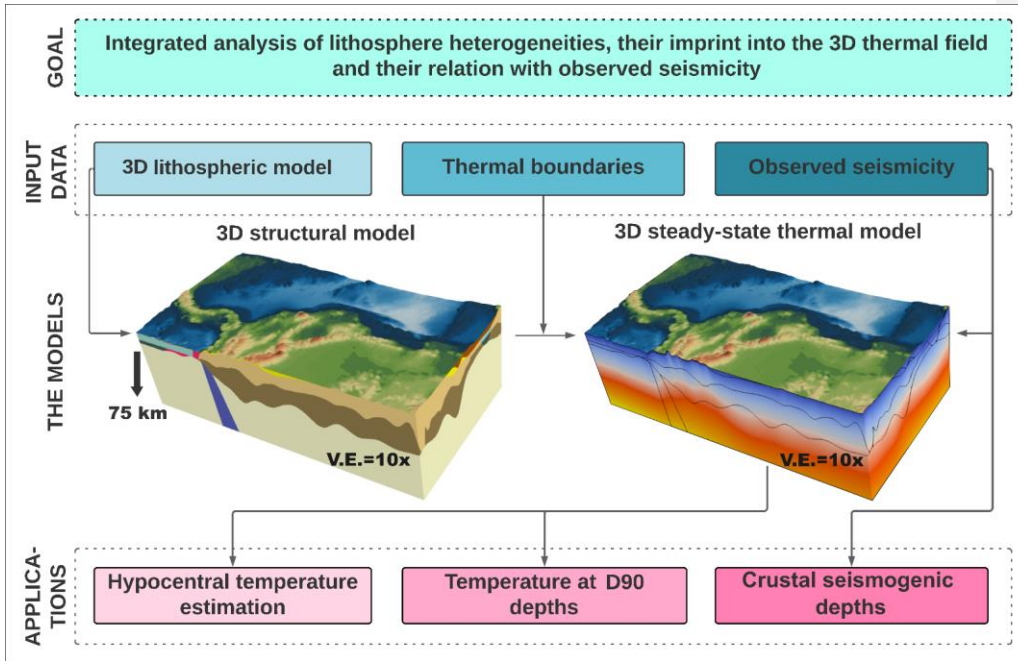 GOAL
Integrated analysis of lithosphere heterogeneities, their imprint into the 3D thermal field
and their relation with observed seismicity
INPUT
DATA
3D lithospheric model
Thermal boundaries
Observed seismicity
THE MODELS
3D structural model
3D steady-state thermal model
75 km
V.E.=10x
V.E.=10x
APPLICA-
TIONS
Hypocentral temperature
estimation
Temperature at D90
depths
Crustal seismogenic
depths